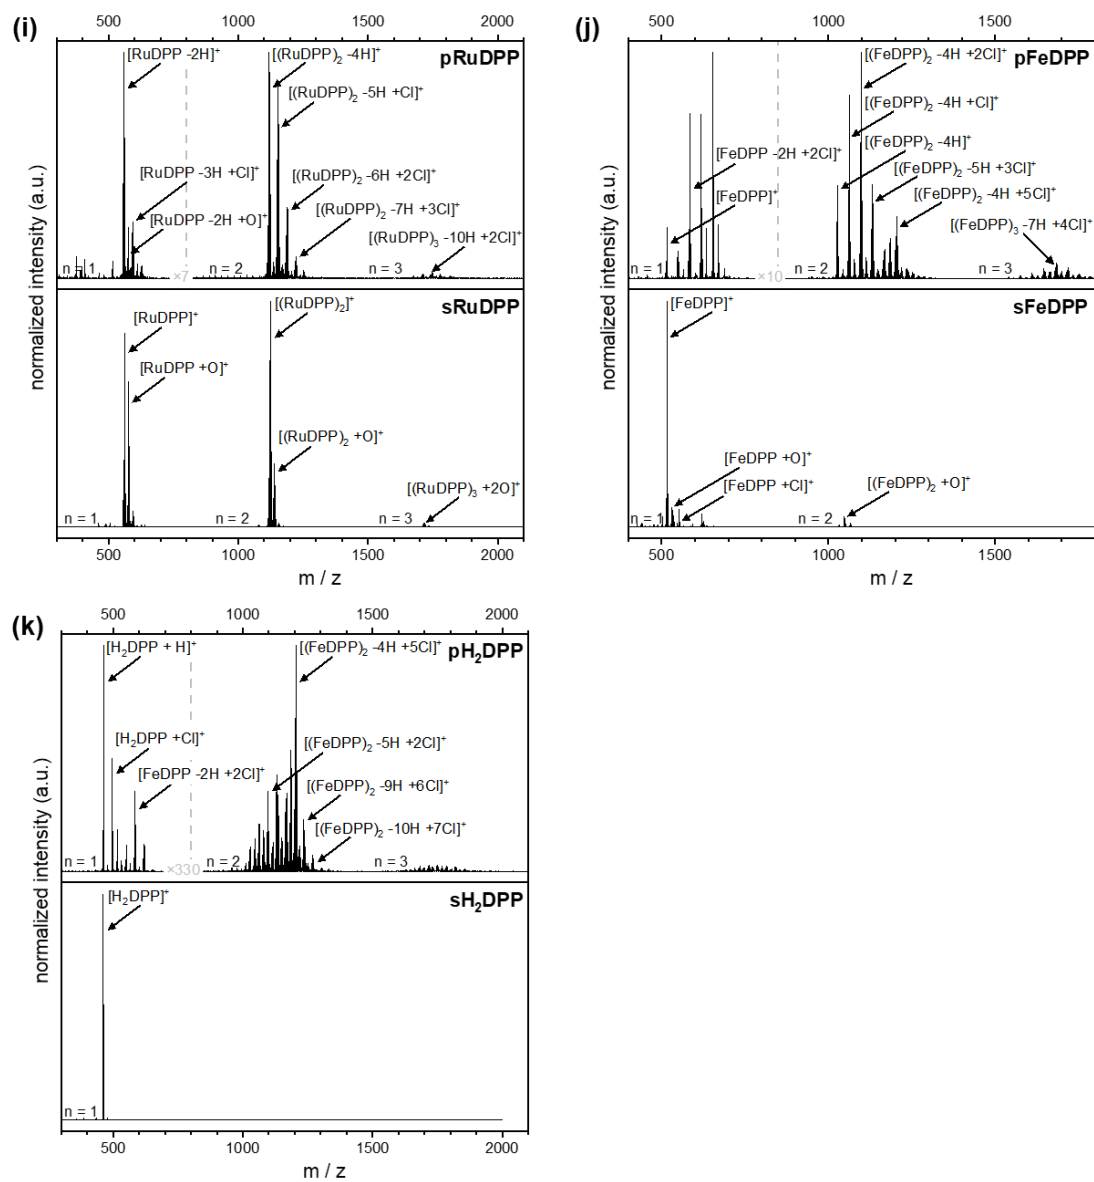 (i)
500 1000 1500 2000
pRuDPP
[RuDPP -2H]⁺
[(RuDPP)₂ -4H]⁺
[(RuDPP)₂ -5H +Cl]⁺
[RuDPP -3H +Cl]⁺
[(RuDPP)₂ -6H +2Cl]⁺
[RuDPP -2H +O]⁺
[(RuDPP)₂ -7H +3Cl]⁺
[(RuDPP)₃ -10H +2Cl]⁺
n = 1 ×7 n = 2 n = 3
normalized intensity (a.u.)
sRuDPP
[RuDPP]⁺
[(RuDPP)₂]⁺
[RuDPP +O]⁺
[(RuDPP)₂ +O]⁺
[(RuDPP)₃ +2O]⁺
n = 1 n = 2 n = 3
500 1000 1500 2000
m / z
(j)
500 1000 1500
pFeDPP
[(FeDPP)₂ -4H +2Cl]⁺
[(FeDPP)₂ -4H +Cl]⁺
[FeDPP -2H +2Cl]⁺
[(FeDPP)₂ -4H]⁺
[(FeDPP)₂ -5H +3Cl]⁺
[FeDPP]⁺
[(FeDPP)₂ -4H +5Cl]⁺
[(FeDPP)₃ -7H +4Cl]⁺
n = 1 ×10 n = 2 n = 3
normalized intensity (a.u.)
sFeDPP
[FeDPP]⁺
[FeDPP +O]⁺
[FeDPP +Cl]⁺
[(FeDPP)₂ +O]⁺
n = 1 n = 2
500 1000 1500
m / z
(k)
500 1000 1500 2000
pH₂DPP
[H₂DPP + H]⁺
[(FeDPP)₂ -4H +5Cl]⁺
[H₂DPP +Cl]⁺
[(FeDPP)₂ -5H +2Cl]⁺
[FeDPP -2H +2Cl]⁺
[(FeDPP)₂ -9H +6Cl]⁺
[(FeDPP)₂ -10H +7Cl]⁺
n = 1 ×330 n = 2 n = 3
normalized intensity (a.u.)
sH₂DPP
[H₂DPP]⁺
n = 1
500 1000 1500 2000
m / z